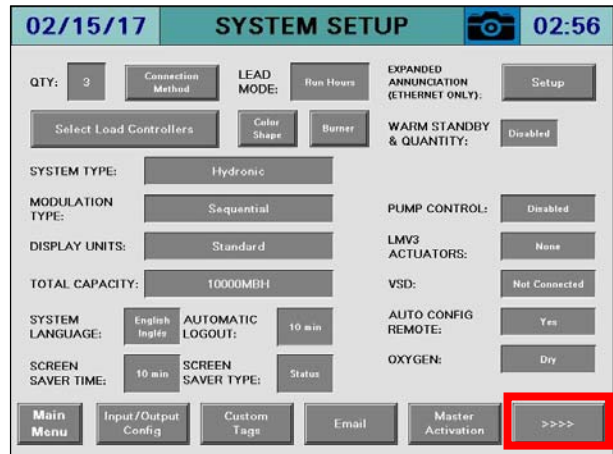 02/15/17 SYSTEM SETUP 02:56
QTY: 3 Connection Method LEAD MODE: Run Hours EXPANDED ANNUNCIATION (ETHERNET ONLY): Setup
Select Load Controllers Color Shape Burner WARM STANDBY & QUANTITY: Disabled
SYSTEM TYPE: Hydronic
MODULATION TYPE: Sequential PUMP CONTROL: Disabled
DISPLAY UNITS: Standard LMV3 ACTUATORS: None
TOTAL CAPACITY: 10000MBH VSD: Not Connected
SYSTEM LANGUAGE: English Inglés AUTOMATIC LOGOUT: 10 min AUTO CONFIG REMOTE: Yes
SCREEN SAVER TIME: 10 min SCREEN SAVER TYPE: Status OXYGEN: Dry
Main Menu Input/Output Config Custom Tags Email Master Activation >>>>